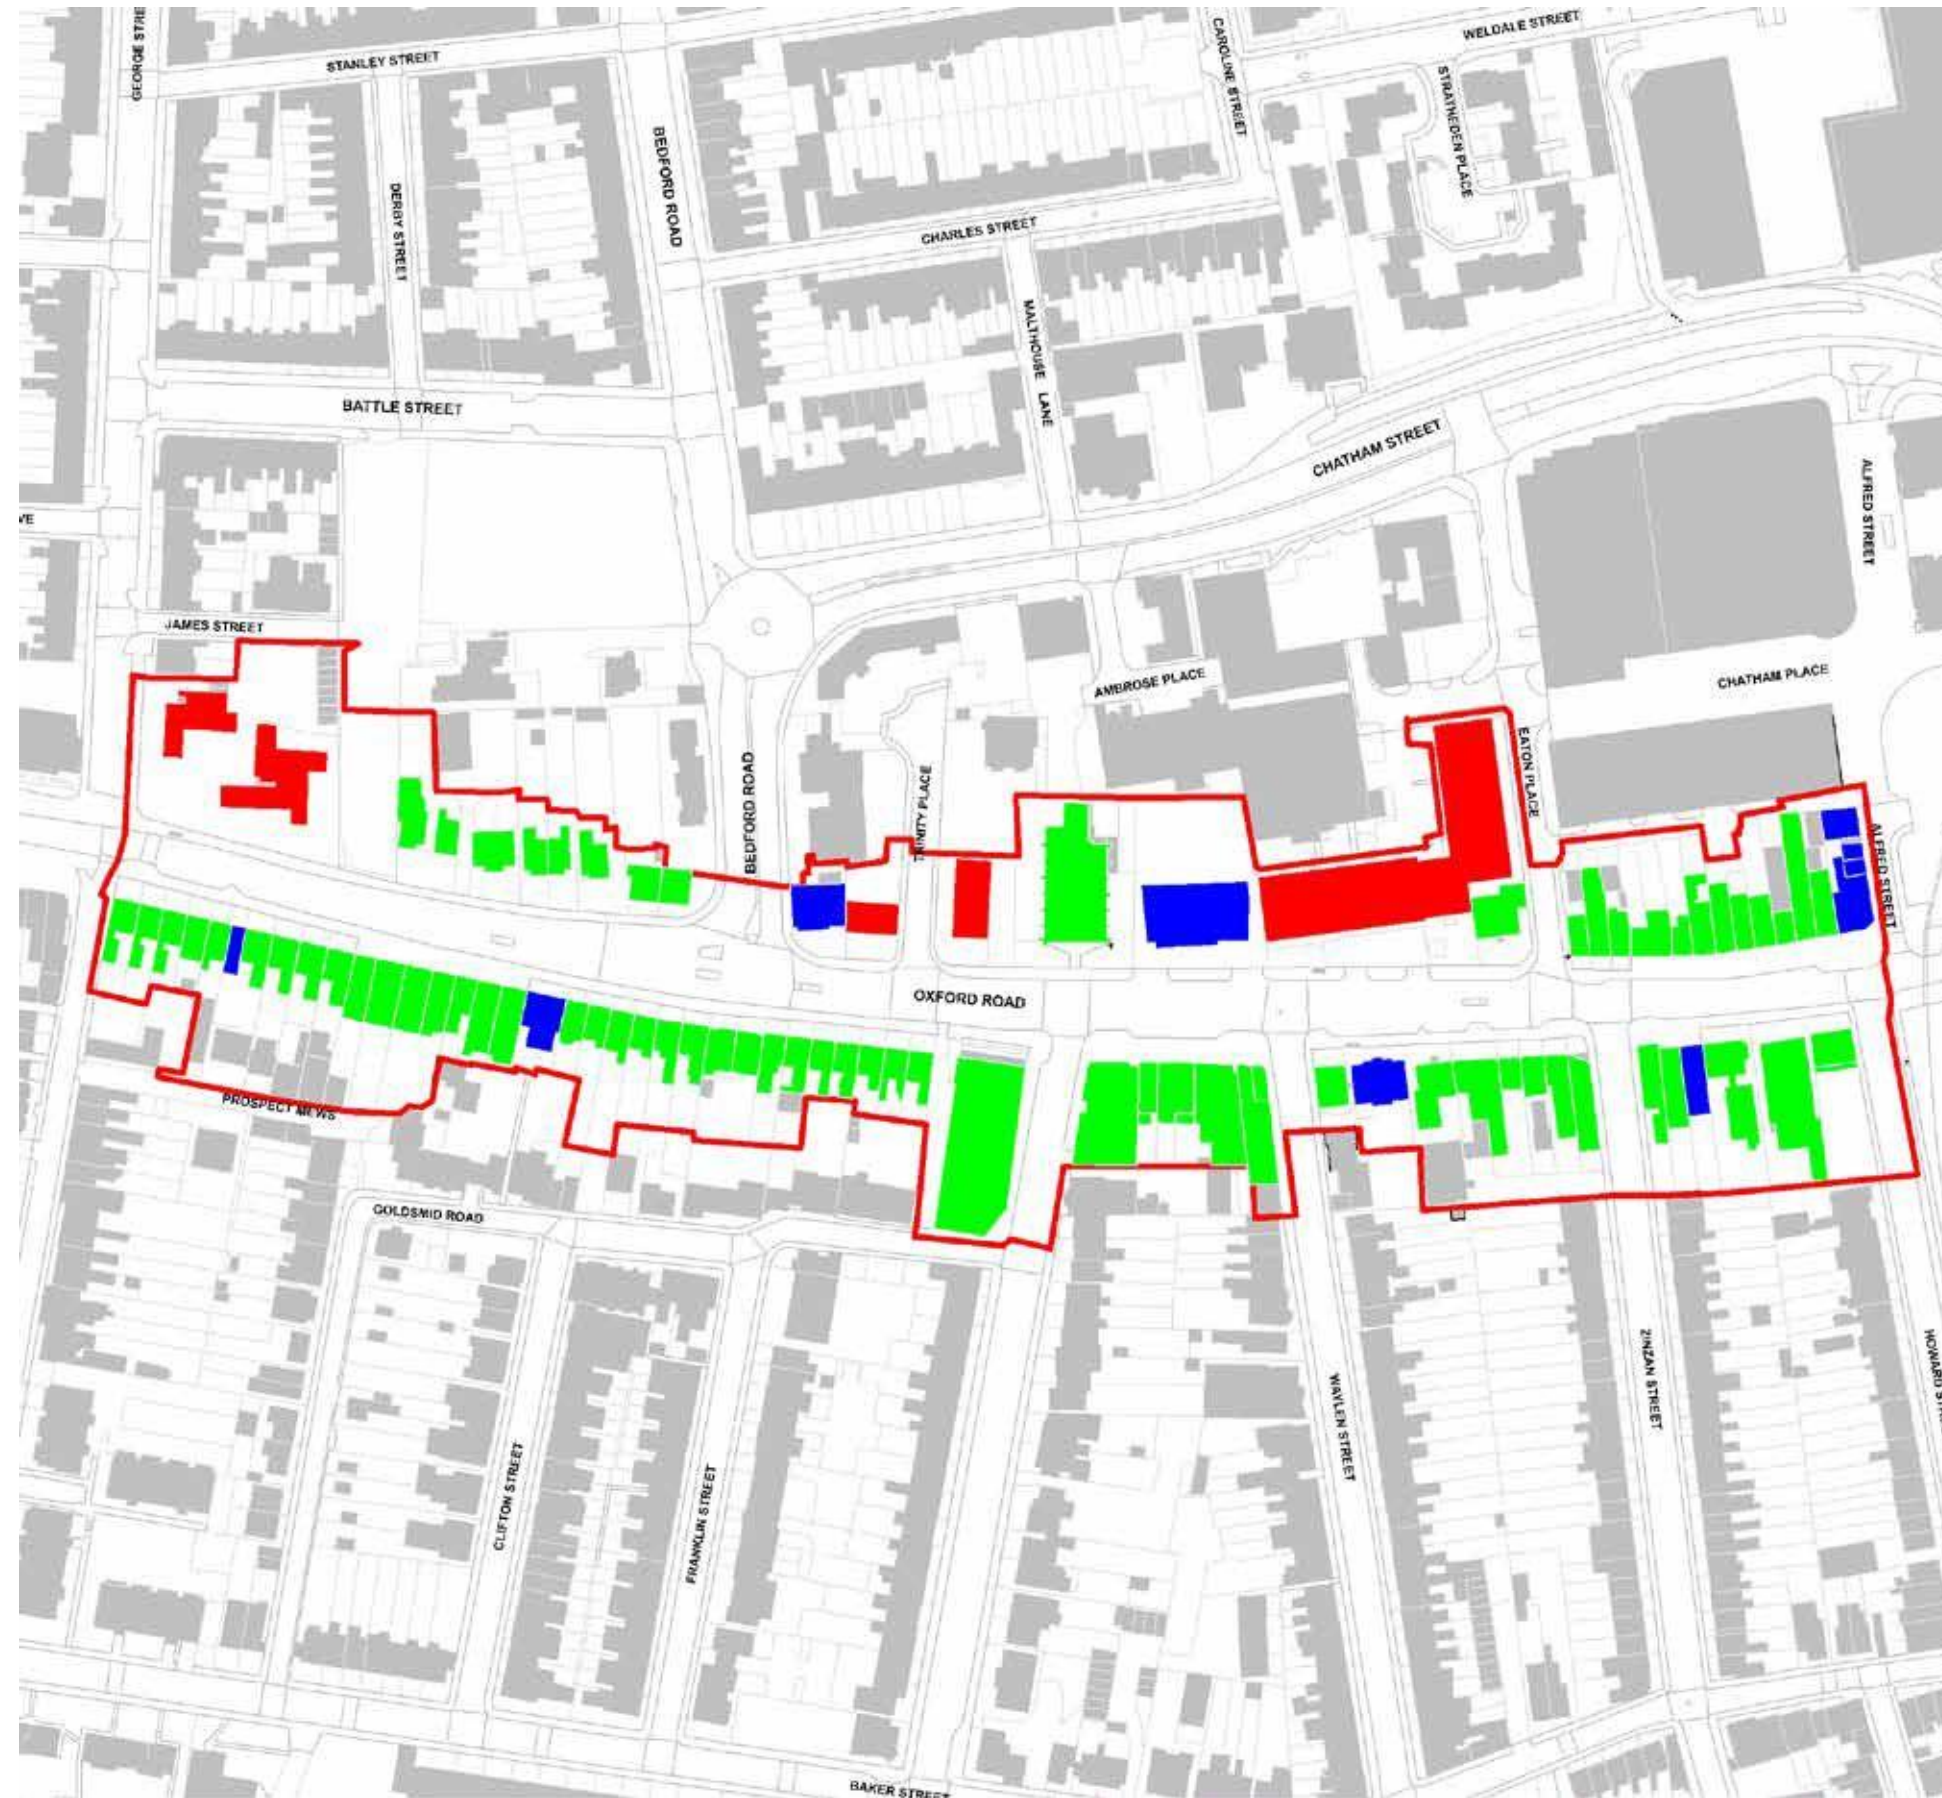 WELDALE STREET
CAROLINE STREET
STANLEY STREET
STRATHEDEN PLACE
BEDFORD ROAD
DERBY STREET
CHARLES STREET
MALTHOUSE LANE
BATTLE STREET
CHATHAM STREET
ALFRED STREET
JAMES STREET
AMBROSE PLACE
CHATHAM PLACE
EATON PLACE
BEDFORD ROAD
TRINITY PLACE
ALFRED STREET
OXFORD ROAD
PROSPECT MEWS
GOLDSMID ROAD
ZINZAN STREET
WAYLEN STREET
CLIFTON STREET
FRANKLIN STREET
BAKER STREET